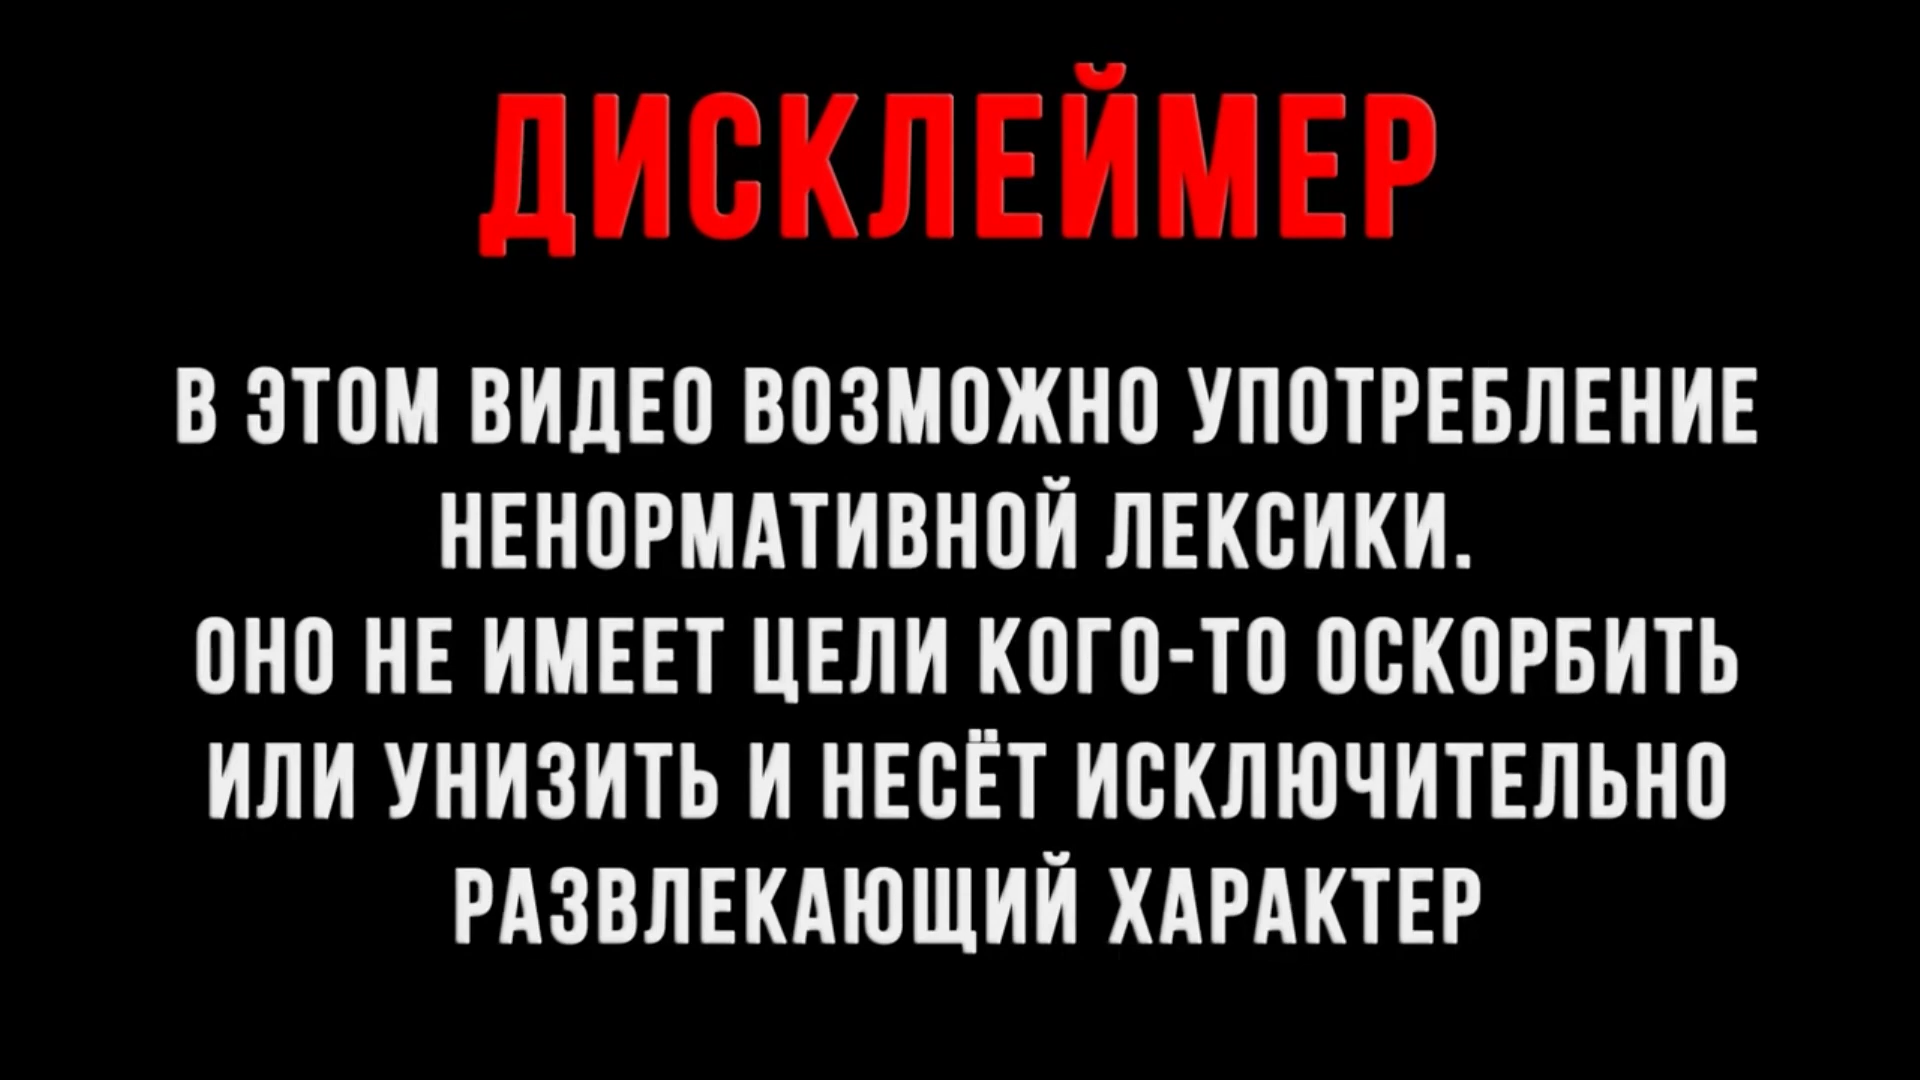 ДИСКЛЕЙМЕР
В ЭТОМ ВИДЕО ВОЗМОЖНО УПОТРЕБЛЕНИЕ
НЕНОРМАТИВНОЙ ЛЕКСИКИ.
ОНО НЕ ИМЕЕТ ЦЕЛИ КОГО-ТО ОСКОРБИТЬ
ИЛИ УНИЗИТЬ И НЕСЁТ ИСКЛЮЧИТЕЛЬНО
РАЗВЛЕКАЮЩИЙ ХАРАКТЕР